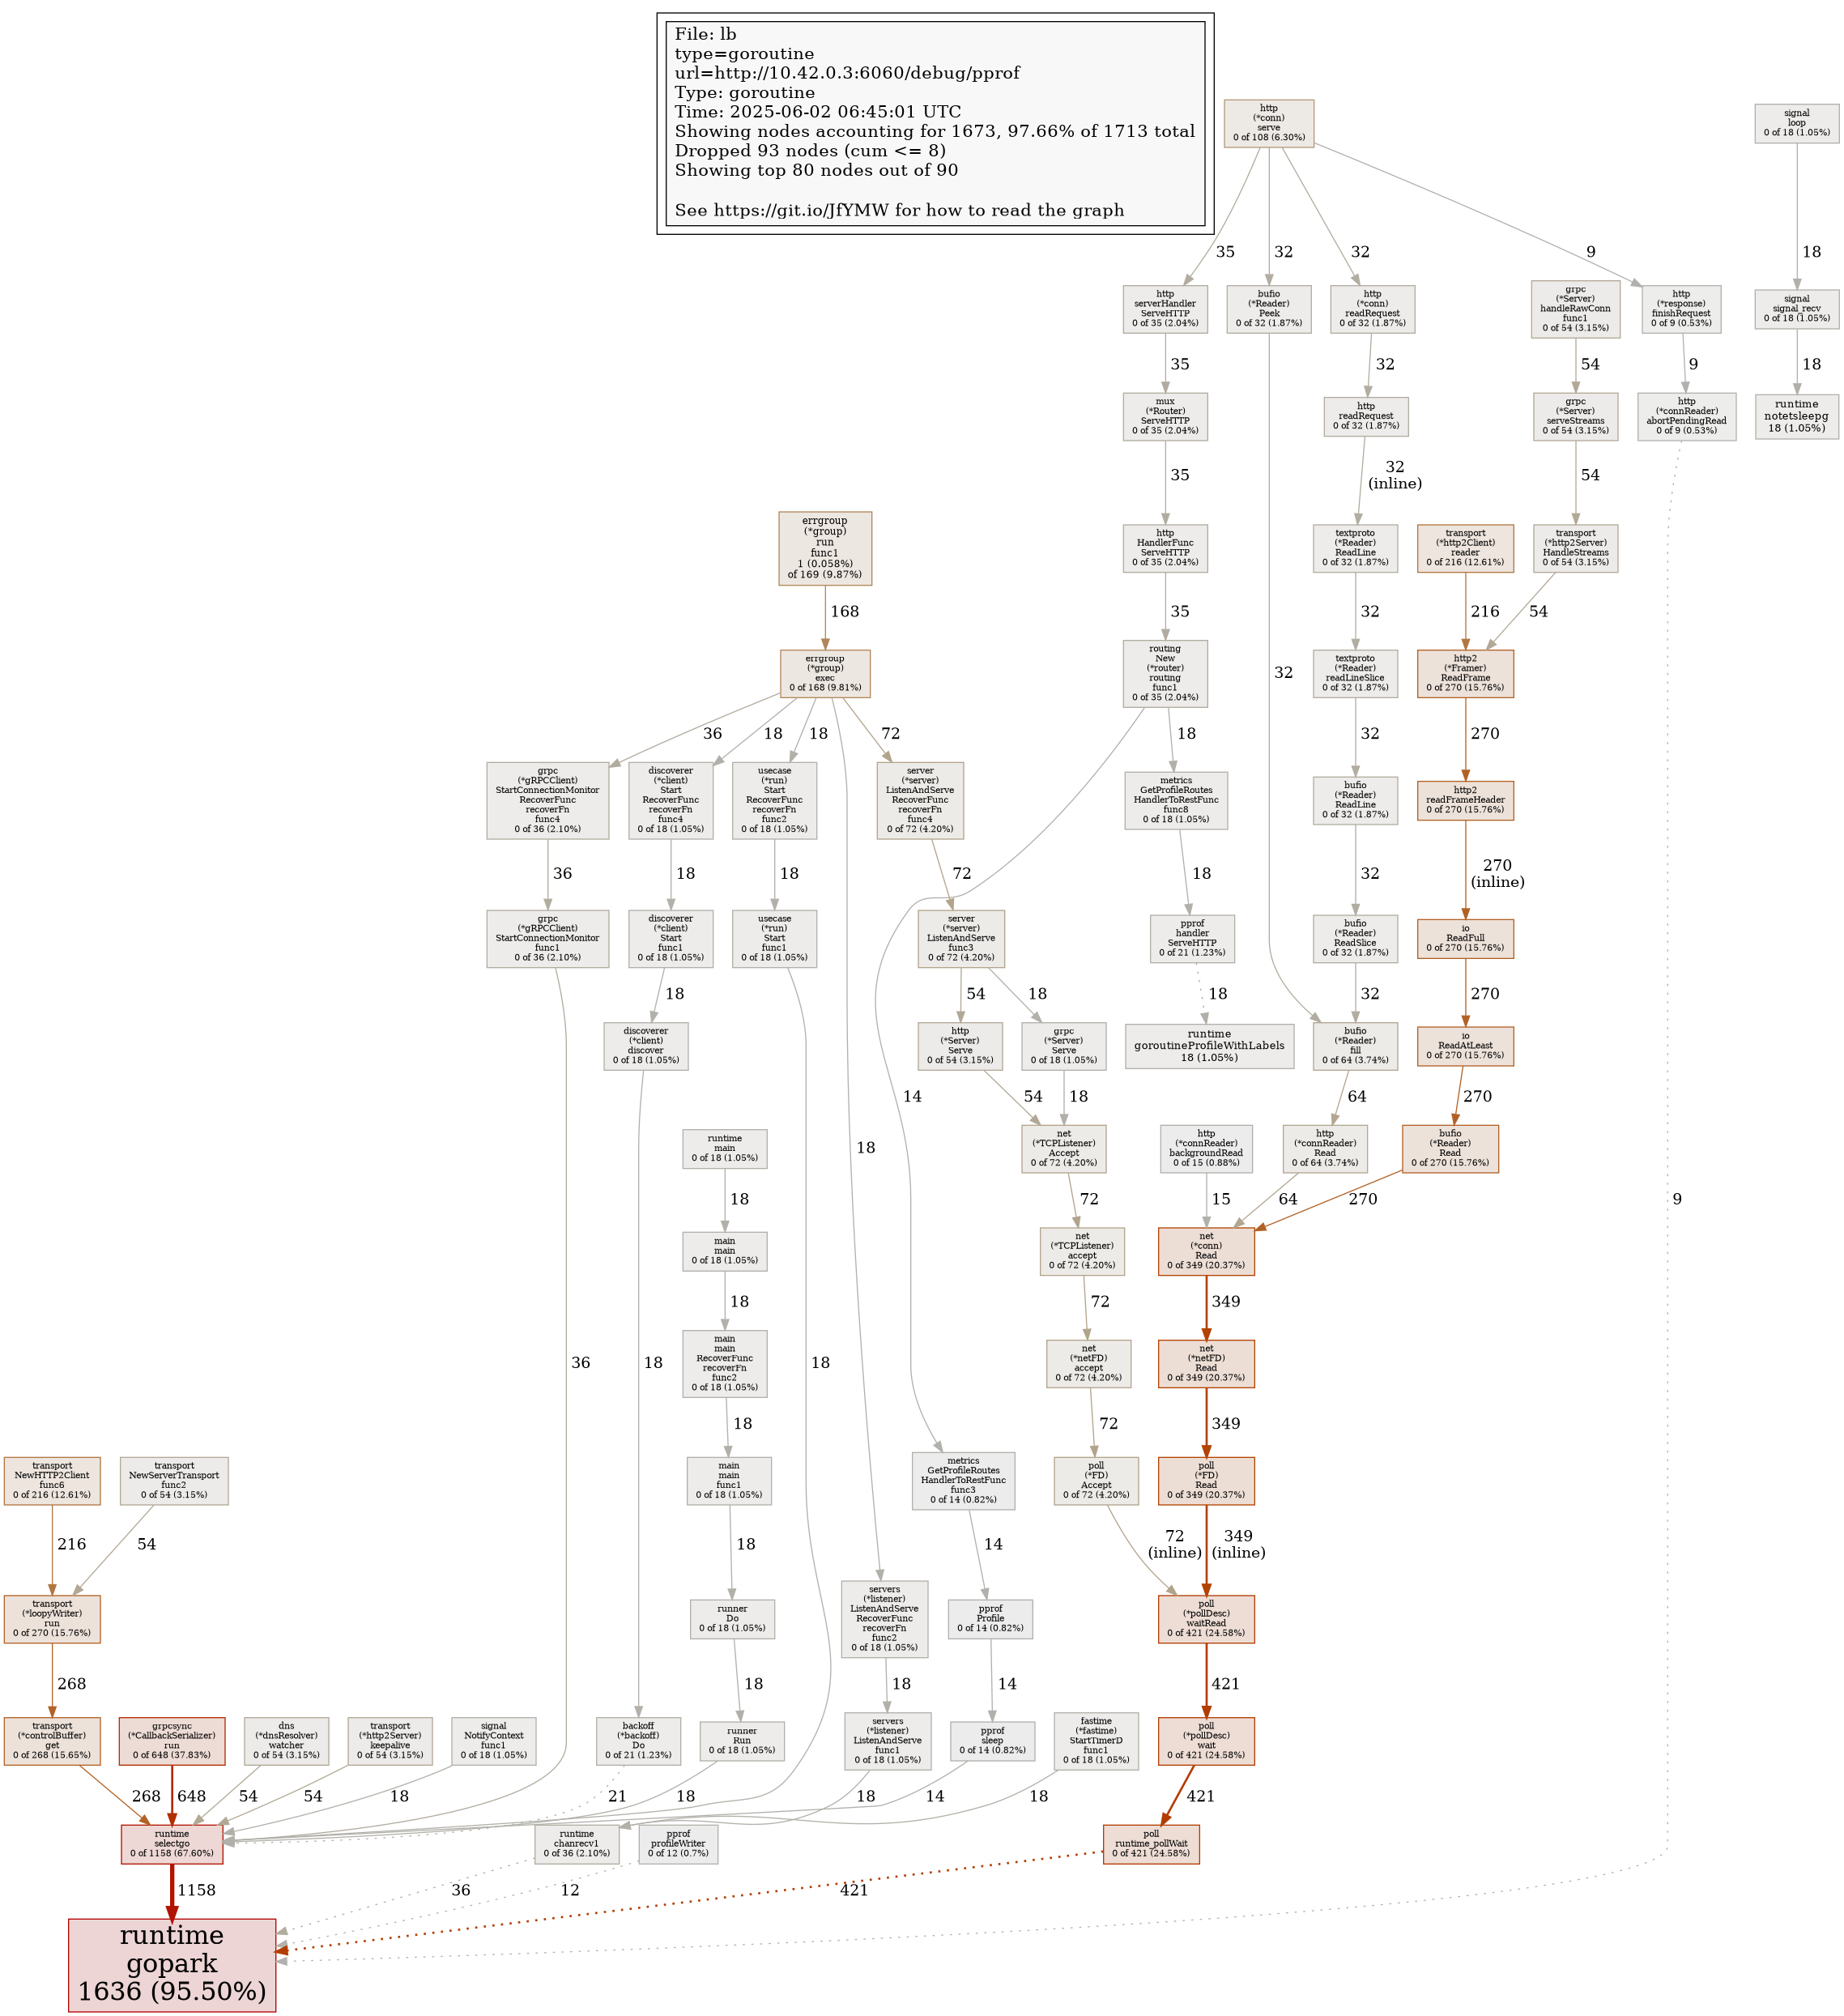 File: lb
type=goroutine
url=http://10.42.0.3:6060/debug/pprof
Type: goroutine
Time: 2025-06-02 06:45:01 UTC
Showing nodes accounting for 1673, 97.66% of 1713 total
Dropped 93 nodes (cum <= 8)
Showing top 80 nodes out of 90
See https://git.io/JfYMW for how to read the graph
http
(*conn)
serve
0 of 108 (6.30%)
signal
loop
0 of 18 (1.05%)
35
32
32
9
18
http
serverHandler
ServeHTTP
0 of 35 (2.04%)
bufio
(*Reader)
Peek
0 of 32 (1.87%)
http
(*conn)
readRequest
0 of 32 (1.87%)
grpc
(*Server)
handleRawConn
func1
0 of 54 (3.15%)
http
(*response)
finishRequest
0 of 9 (0.53%)
signal
signal_recv
0 of 18 (1.05%)
35
32
54
9
18
mux
(*Router)
ServeHTTP
0 of 35 (2.04%)
http
readRequest
0 of 32 (1.87%)
grpc
(*Server)
serveStreams
0 of 54 (3.15%)
http
(*connReader)
abortPendingRead
0 of 9 (0.53%)
runtime
notetsleepg
18 (1.05%)
35
32
(inline)
54
errgroup
(*group)
run
func1
1 (0.058%)
of 169 (9.87%)
http
HandlerFunc
ServeHTTP
0 of 35 (2.04%)
textproto
(*Reader)
ReadLine
0 of 32 (1.87%)
transport
(*http2Client)
reader
0 of 216 (12.61%)
transport
(*http2Server)
HandleStreams
0 of 54 (3.15%)
168
35
32
216
54
errgroup
(*group)
exec
0 of 168 (9.81%)
routing
New
(*router)
routing
func1
0 of 35 (2.04%)
32
textproto
(*Reader)
readLineSlice
0 of 32 (1.87%)
http2
(*Framer)
ReadFrame
0 of 270 (15.76%)
36
18
18
72
18
32
270
grpc
(*gRPCClient)
StartConnectionMonitor
RecoverFunc
recoverFn
func4
0 of 36 (2.10%)
discoverer
(*client)
Start
RecoverFunc
recoverFn
func4
0 of 18 (1.05%)
usecase
(*run)
Start
RecoverFunc
recoverFn
func2
0 of 18 (1.05%)
server
(*server)
ListenAndServe
RecoverFunc
recoverFn
func4
0 of 72 (4.20%)
metrics
GetProfileRoutes
HandlerToRestFunc
func8
0 of 18 (1.05%)
bufio
(*Reader)
ReadLine
0 of 32 (1.87%)
http2
readFrameHeader
0 of 270 (15.76%)
36
18
18
72
18
32
270
(inline)
grpc
(*gRPCClient)
StartConnectionMonitor
func1
0 of 36 (2.10%)
discoverer
(*client)
Start
func1
0 of 18 (1.05%)
usecase
(*run)
Start
func1
0 of 18 (1.05%)
server
(*server)
ListenAndServe
func3
0 of 72 (4.20%)
pprof
handler
ServeHTTP
0 of 21 (1.23%)
bufio
(*Reader)
ReadSlice
0 of 32 (1.87%)
io
ReadFull
0 of 270 (15.76%)
18
54
18
18
32
270
discoverer
(*client)
discover
0 of 18 (1.05%)
http
(*Server)
Serve
0 of 54 (3.15%)
grpc
(*Server)
Serve
0 of 18 (1.05%)
runtime
goroutineProfileWithLabels
18 (1.05%)
bufio
(*Reader)
fill
0 of 64 (3.74%)
io
ReadAtLeast
0 of 270 (15.76%)
14
54
18
64
270
runtime
main
0 of 18 (1.05%)
18
net
(*TCPListener)
Accept
0 of 72 (4.20%)
http
(*connReader)
backgroundRead
0 of 15 (0.88%)
http
(*connReader)
Read
0 of 64 (3.74%)
bufio
(*Reader)
Read
0 of 270 (15.76%)
18
72
15
64
270
9
main
main
0 of 18 (1.05%)
net
(*TCPListener)
accept
0 of 72 (4.20%)
net
(*conn)
Read
0 of 349 (20.37%)
18
72
349
36
18
18
main
main
RecoverFunc
recoverFn
func2
0 of 18 (1.05%)
net
(*netFD)
accept
0 of 72 (4.20%)
net
(*netFD)
Read
0 of 349 (20.37%)
18
72
349
transport
NewHTTP2Client
func6
0 of 216 (12.61%)
transport
NewServerTransport
func2
0 of 54 (3.15%)
main
main
func1
0 of 18 (1.05%)
metrics
GetProfileRoutes
HandlerToRestFunc
func3
0 of 14 (0.82%)
poll
(*FD)
Accept
0 of 72 (4.20%)
poll
(*FD)
Read
0 of 349 (20.37%)
216
54
18
14
72
(inline)
349
(inline)
transport
(*loopyWriter)
run
0 of 270 (15.76%)
runner
Do
0 of 18 (1.05%)
servers
(*listener)
ListenAndServe
RecoverFunc
recoverFn
func2
0 of 18 (1.05%)
pprof
Profile
0 of 14 (0.82%)
poll
(*pollDesc)
waitRead
0 of 421 (24.58%)
268
18
18
14
421
transport
(*controlBuffer)
get
0 of 268 (15.65%)
grpcsync
(*CallbackSerializer)
run
0 of 648 (37.83%)
dns
(*dnsResolver)
watcher
0 of 54 (3.15%)
transport
(*http2Server)
keepalive
0 of 54 (3.15%)
signal
NotifyContext
func1
0 of 18 (1.05%)
backoff
(*backoff)
Do
0 of 21 (1.23%)
runner
Run
0 of 18 (1.05%)
servers
(*listener)
ListenAndServe
func1
0 of 18 (1.05%)
pprof
sleep
0 of 14 (0.82%)
fastime
(*fastime)
StartTimerD
func1
0 of 18 (1.05%)
poll
(*pollDesc)
wait
0 of 421 (24.58%)
268
648
54
54
18
21
18
18
14
18
421
runtime
selectgo
0 of 1158 (67.60%)
runtime
chanrecv1
0 of 36 (2.10%)
pprof
profileWriter
0 of 12 (0.7%)
poll
runtime_pollWait
0 of 421 (24.58%)
1158
36
12
421
runtime
gopark
1636 (95.50%)